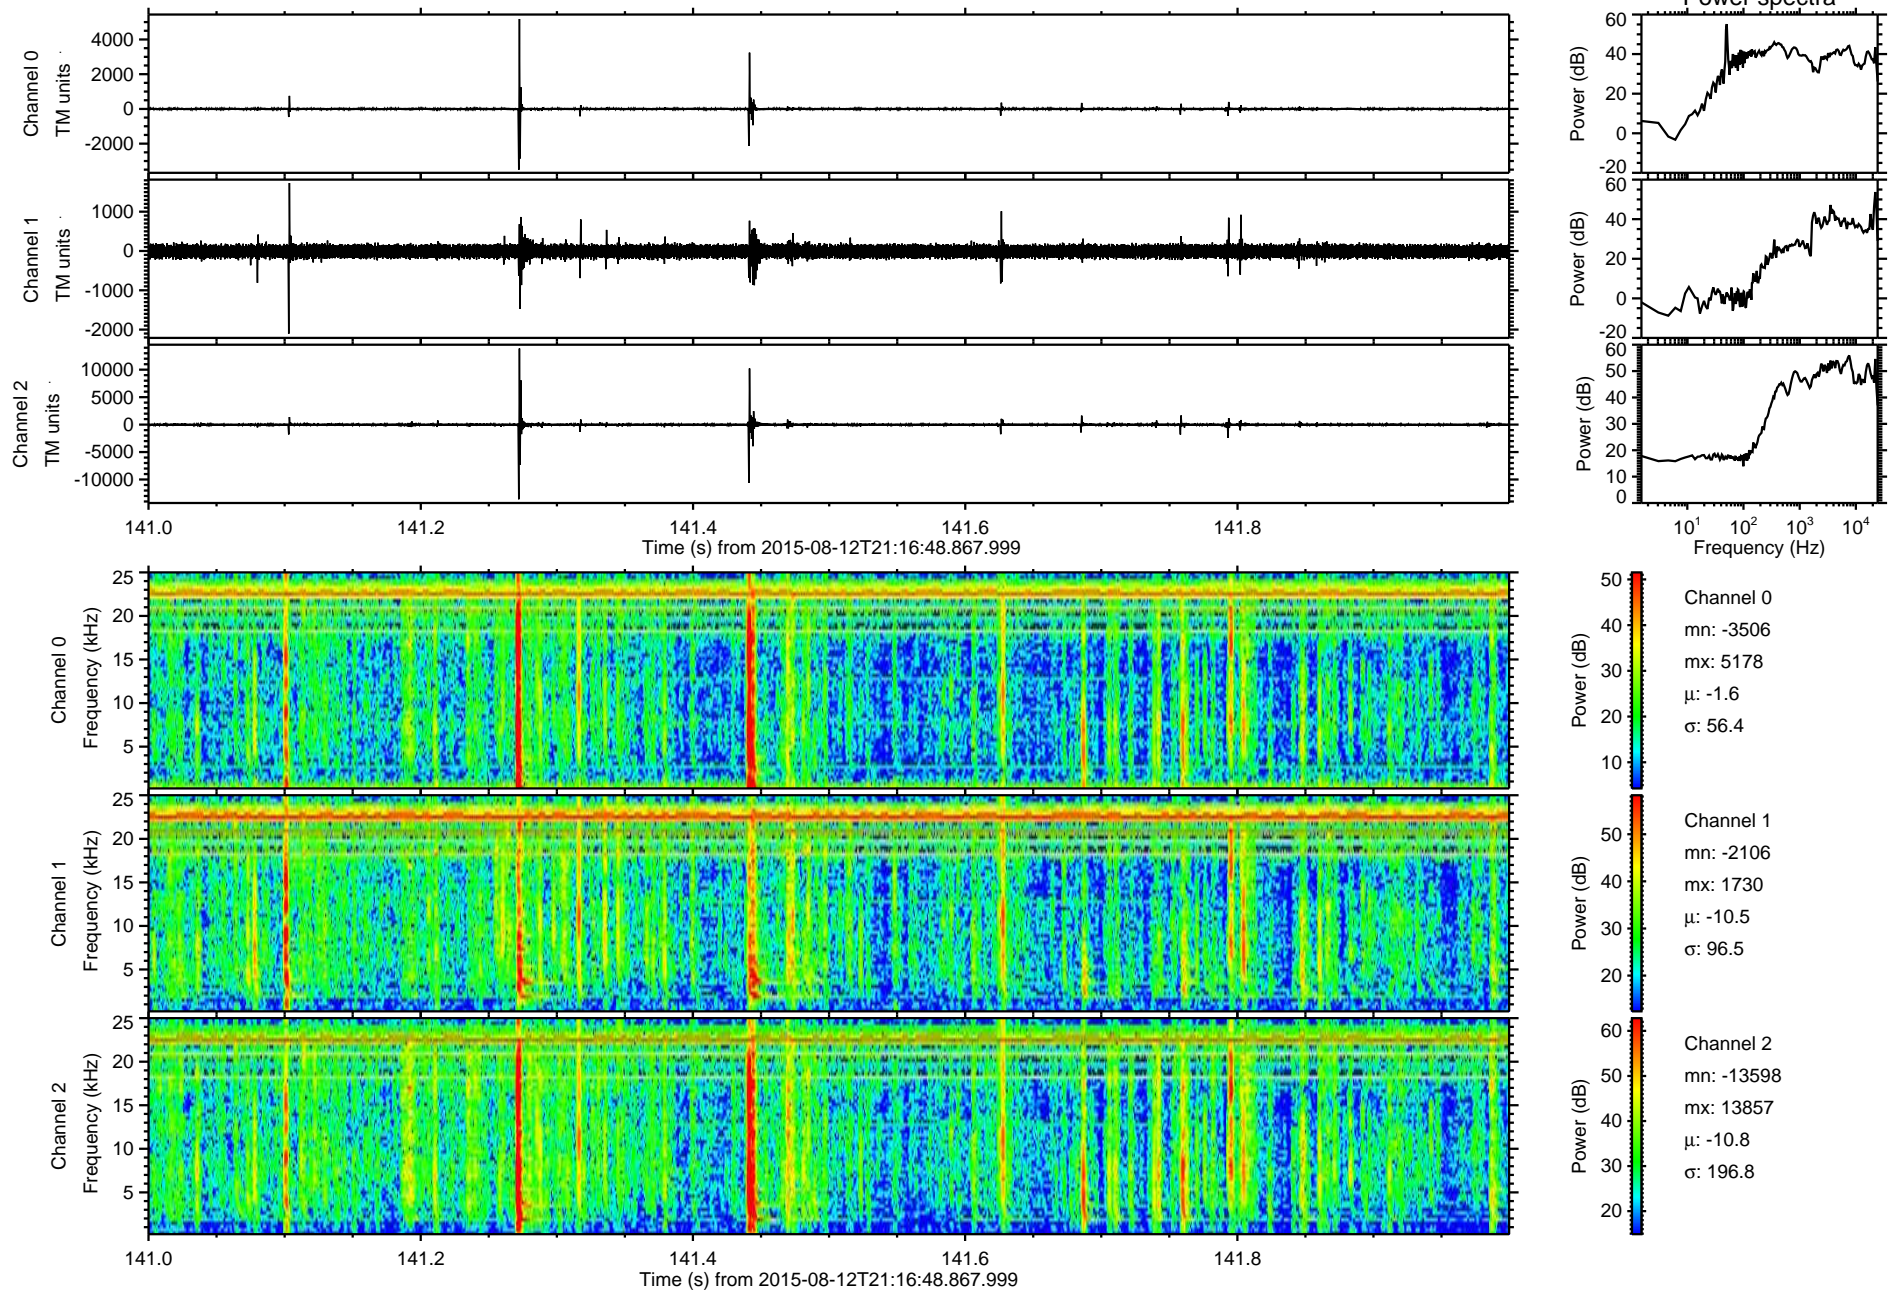 Power spectra
Channel 0
TM units
4000
2000
0
-2000
Power (dB)
60
40
20
0
-20
Channel 1
TM units
1000
0
-1000
-2000
Power (dB)
60
40
20
0
-20
Channel 2
TM units
10000
5000
0
-5000
-10000
Power (dB)
60
50
40
30
20
10
0
141.0 141.2 141.4 141.6 141.8
Time (s) from 2015-08-12T21:16:48.867.999
10¹ 10² 10³ 10⁴
Frequency (Hz)
Channel 0
Frequency (kHz)
25
20
15
10
5
Power (dB)
50
40
30
20
10
Channel 0
mn: -3506
mx: 5178
μ: -1.6
σ: 56.4
Channel 1
Frequency (kHz)
25
20
15
10
5
Power (dB)
50
40
30
20
Channel 1
mn: -2106
mx: 1730
μ: -10.5
σ: 96.5
Channel 2
Frequency (kHz)
25
20
15
10
5
Power (dB)
60
50
40
30
20
Channel 2
mn: -13598
mx: 13857
μ: -10.8
σ: 196.8
141.0 141.2 141.4 141.6 141.8
Time (s) from 2015-08-12T21:16:48.867.999